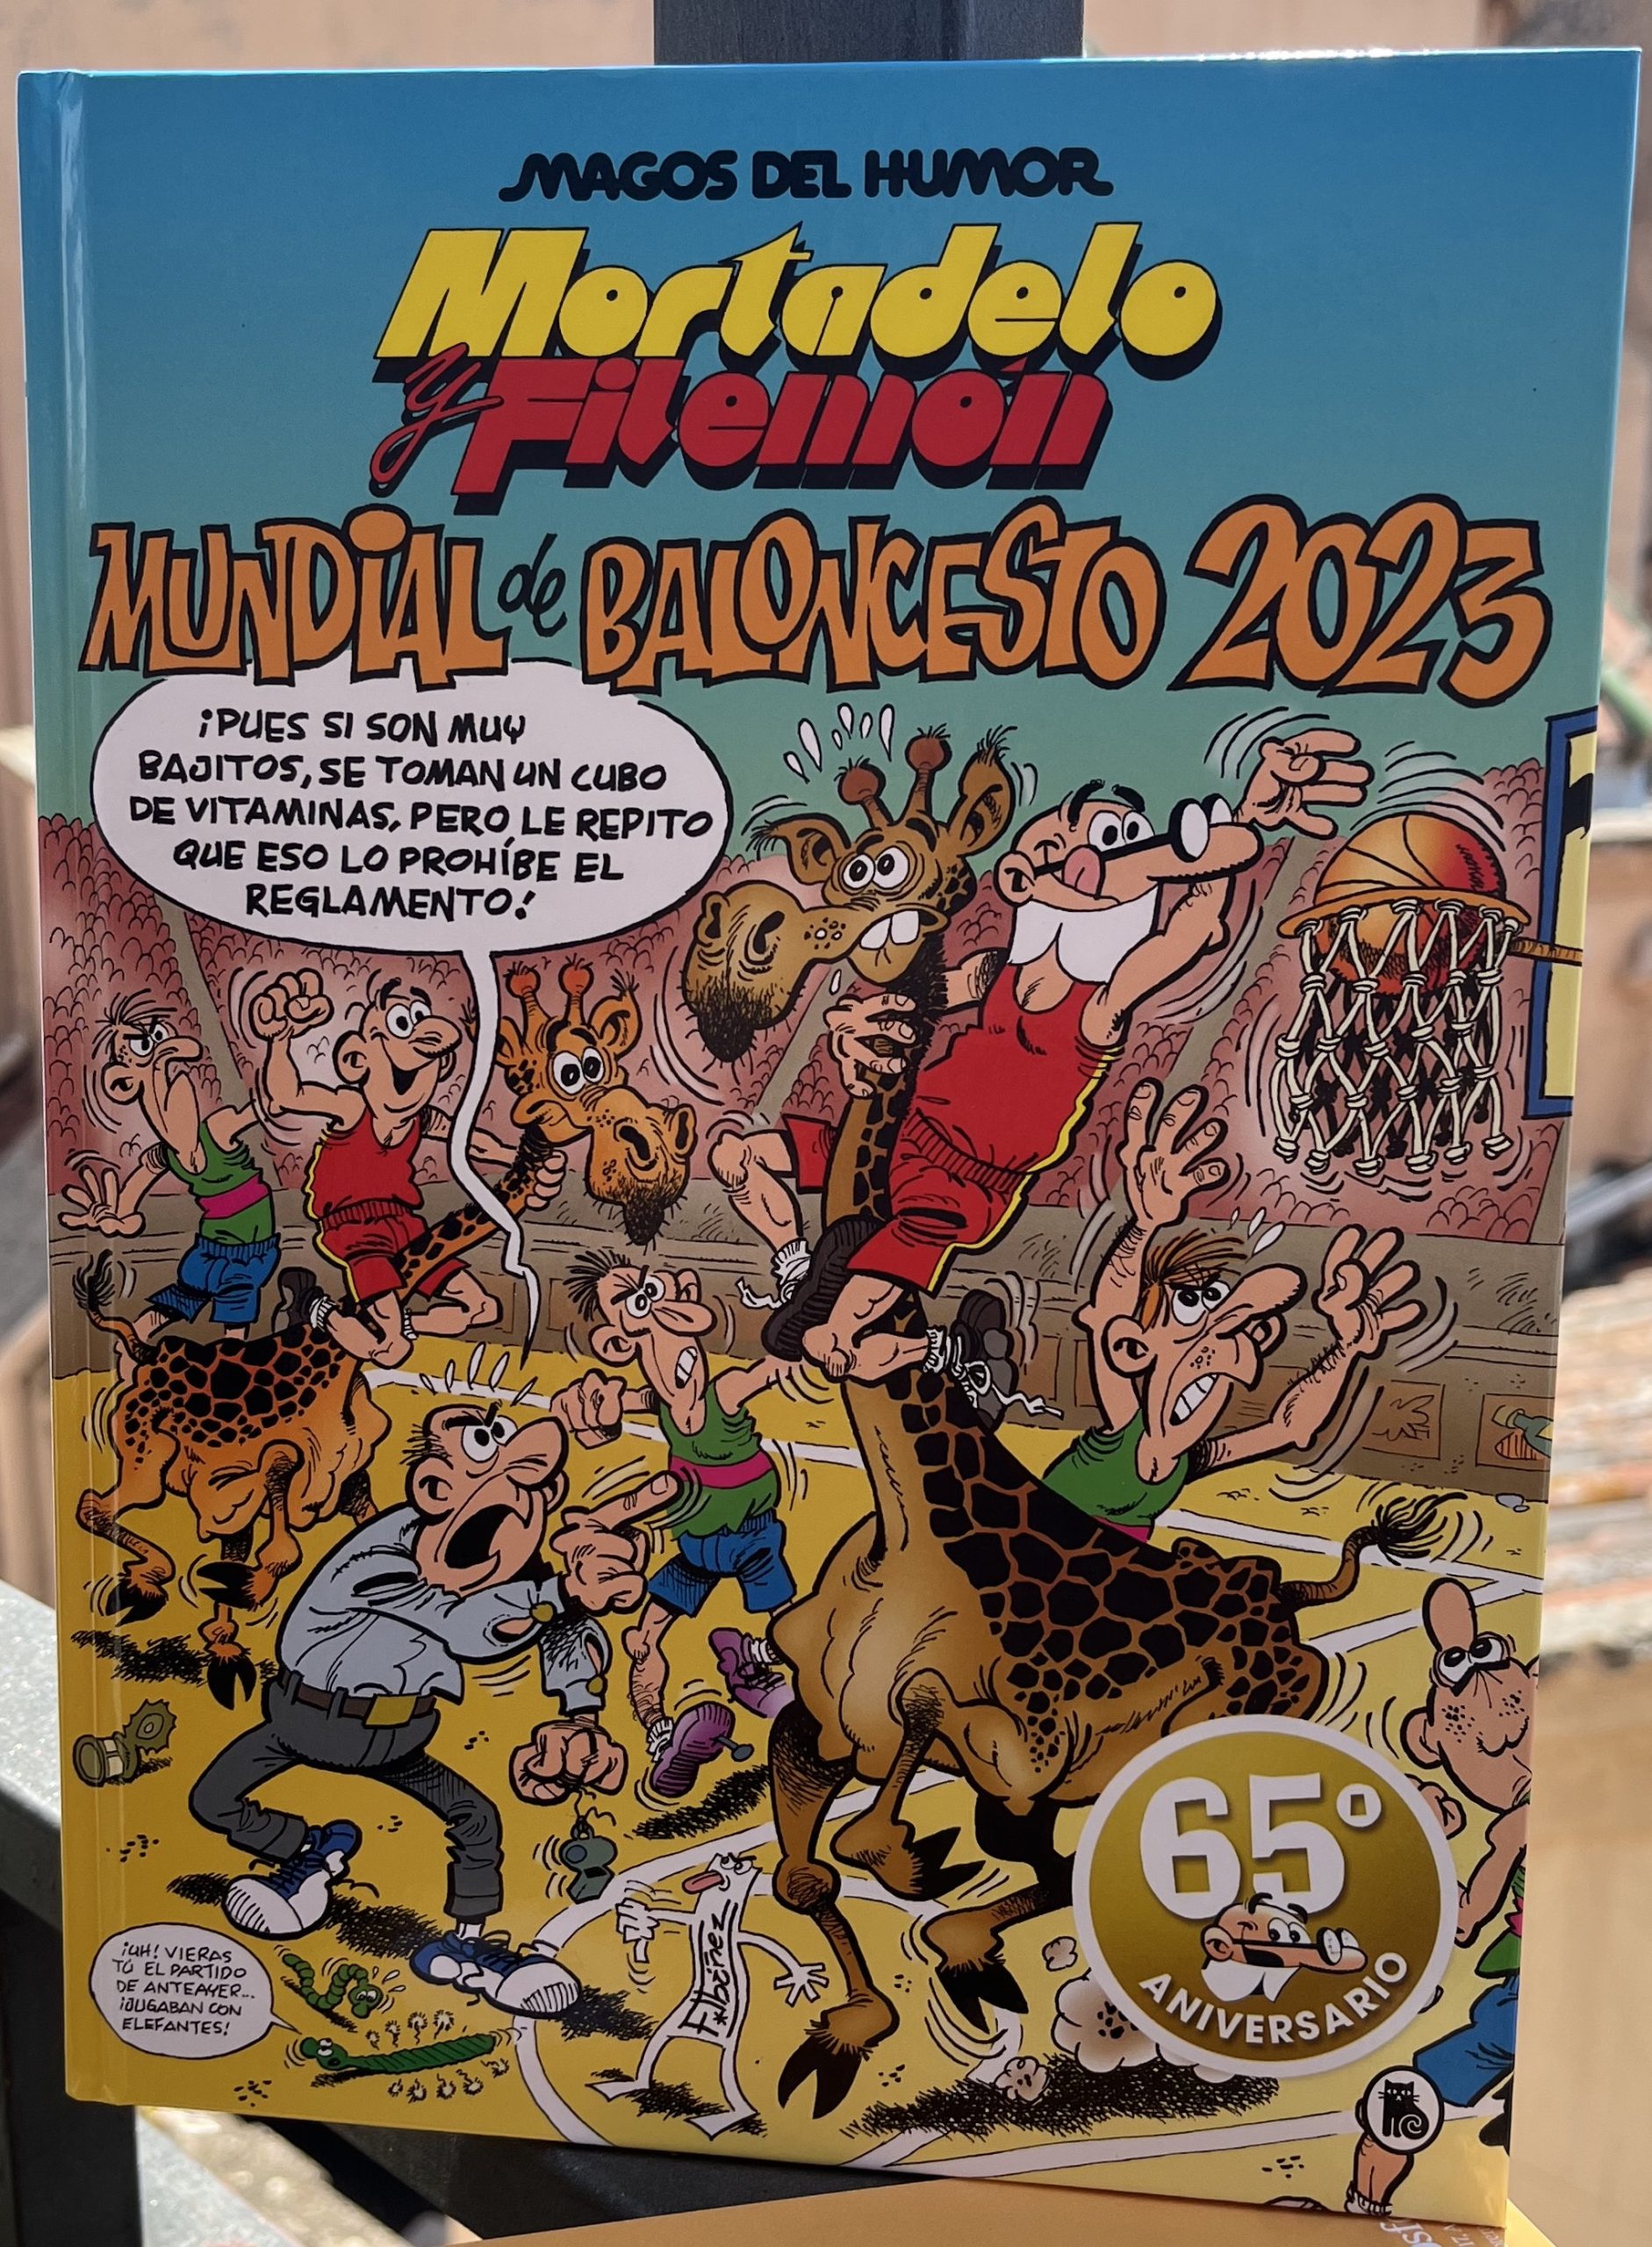 MAGOS DEL HUMOR
Mortadelo
y Filemón
MUNDIAL de BALONCESTO 2023
¡PUES SI SON MUY
BAJITOS, SE TOMAN UN CUBO
DE VITAMINAS, PERO LE REPITO
QUE ESO LO PROHÍBE EL
REGLAMENTO!
¡UH! VIERAS
TÚ EL PARTIDO
DE ANTEAYER...
¡JUGABAN CON
ELEFANTES!
F. Ibáñez
65º
ANIVERSARIO